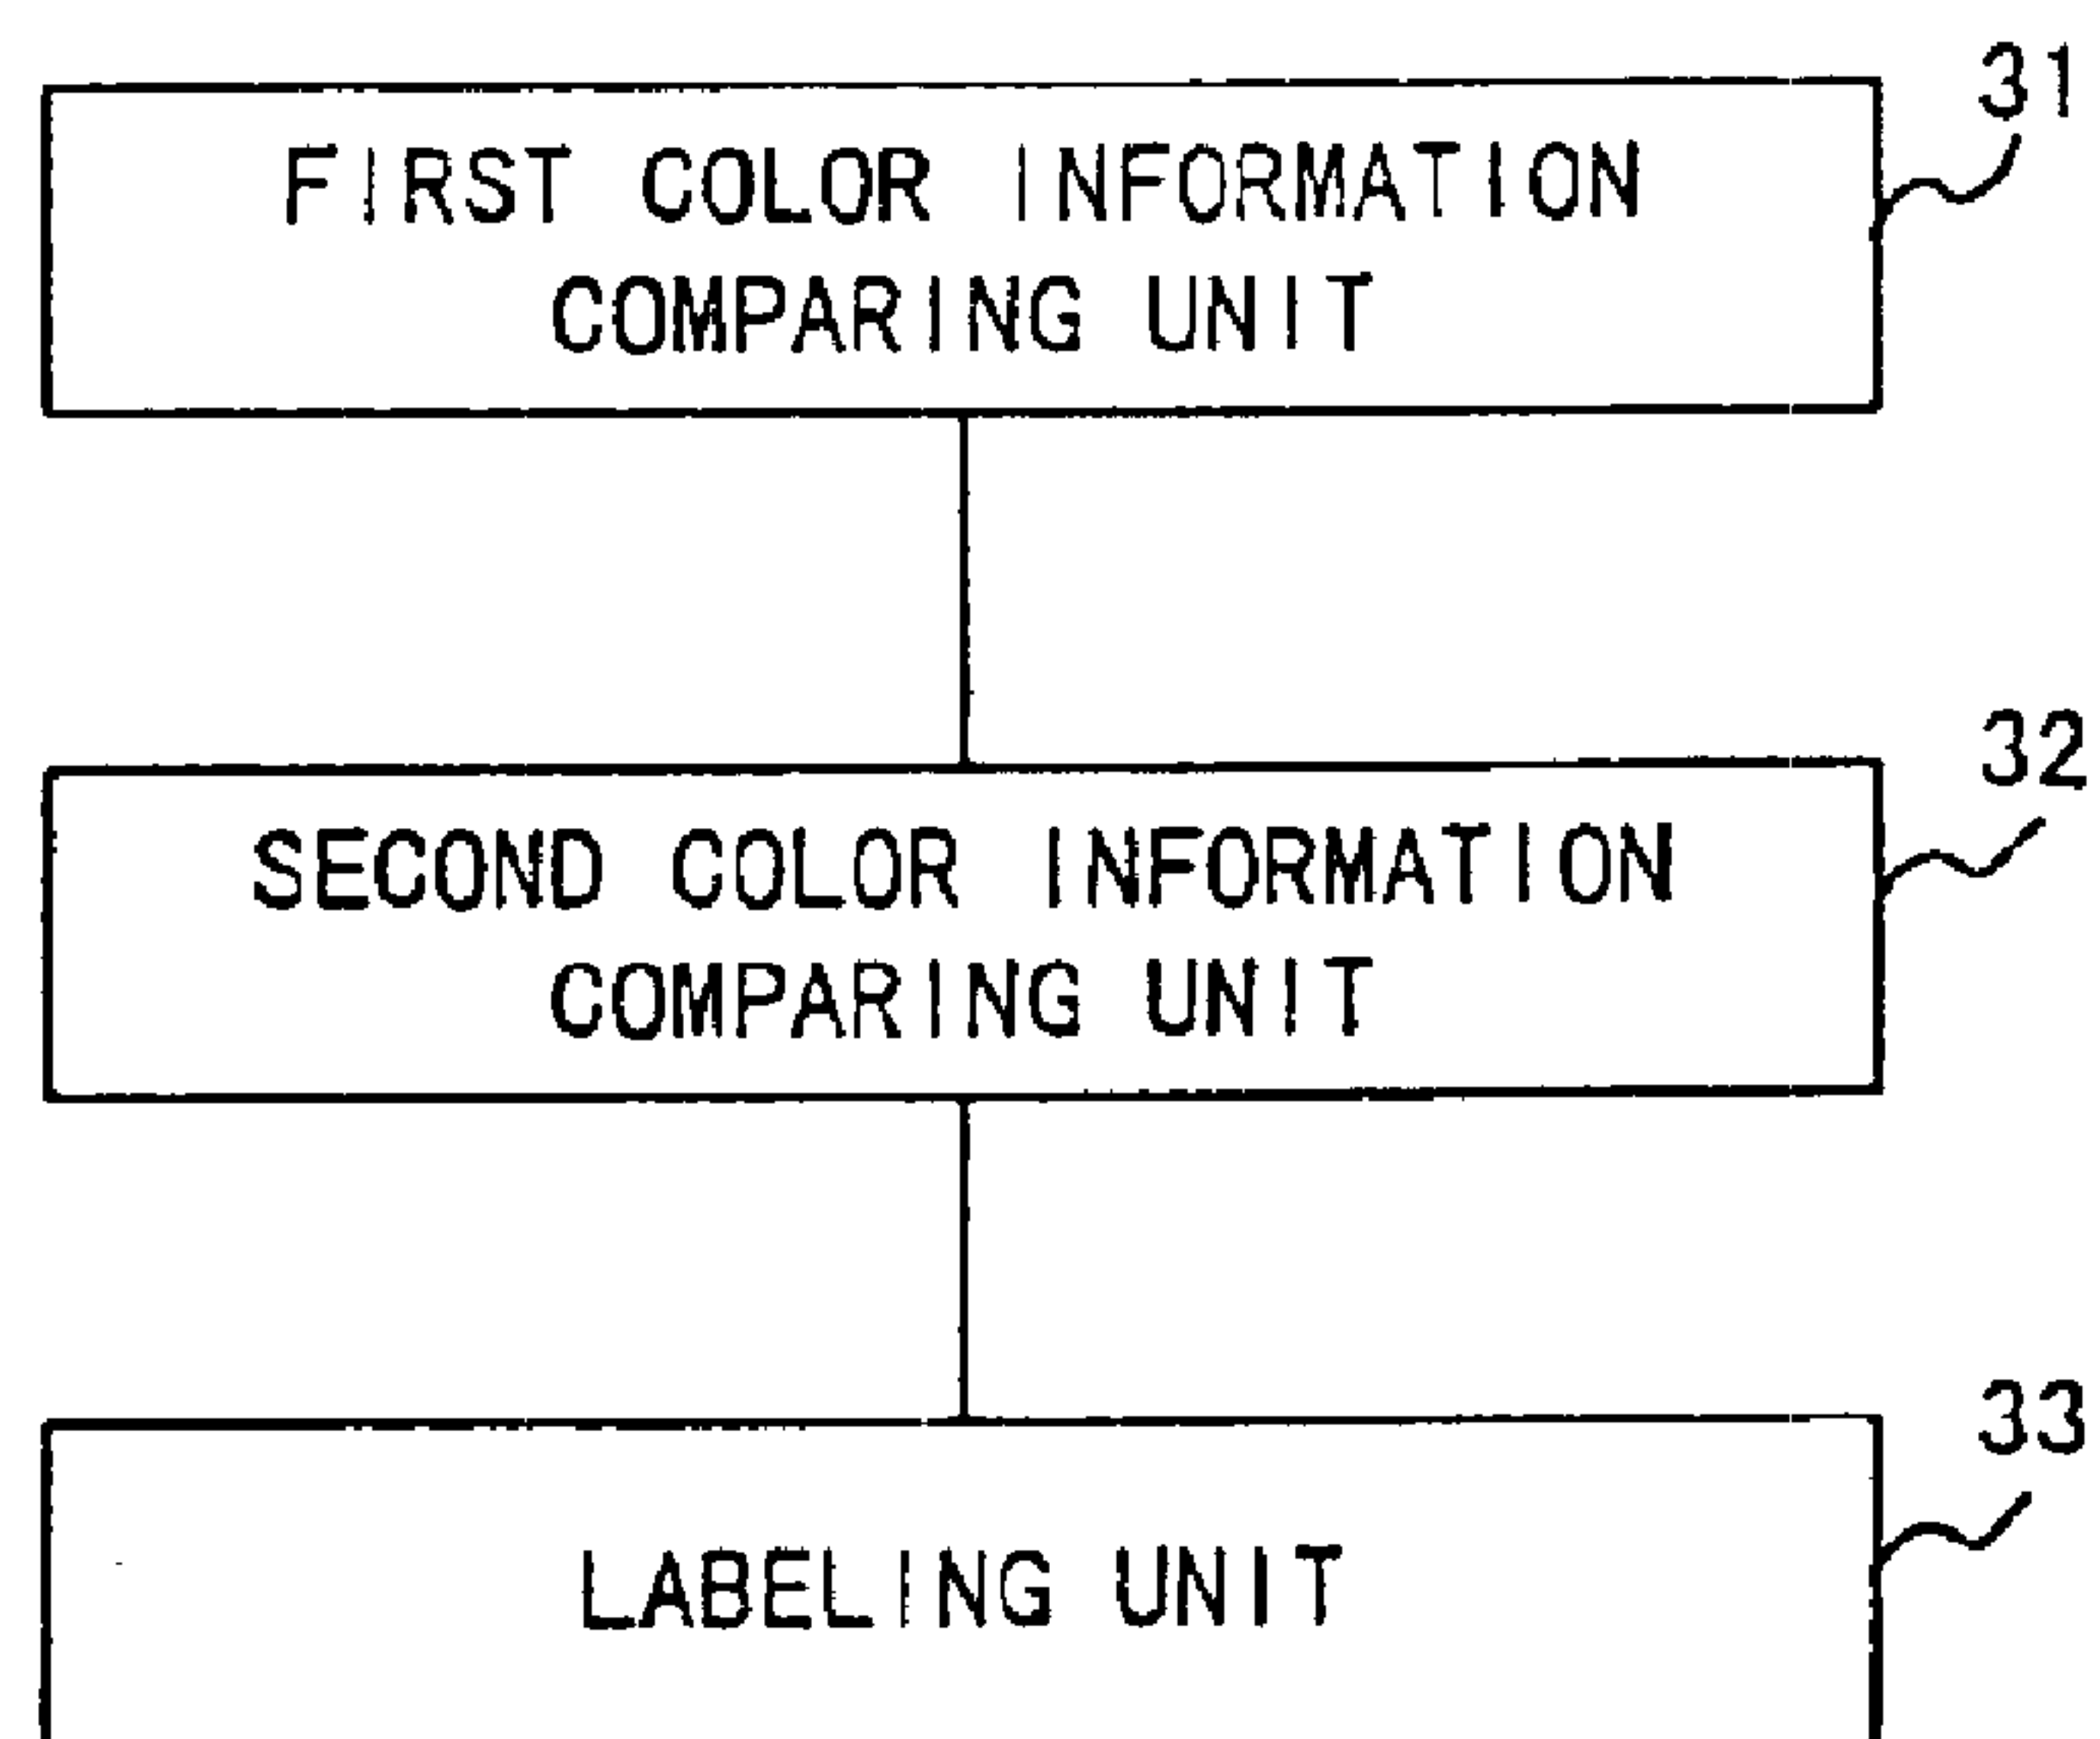 31
FIRST COLOR INFORMATION
COMPARING UNIT
32
SECOND COLOR INFORMATION
COMPARING UNIT
33
LABELING UNIT